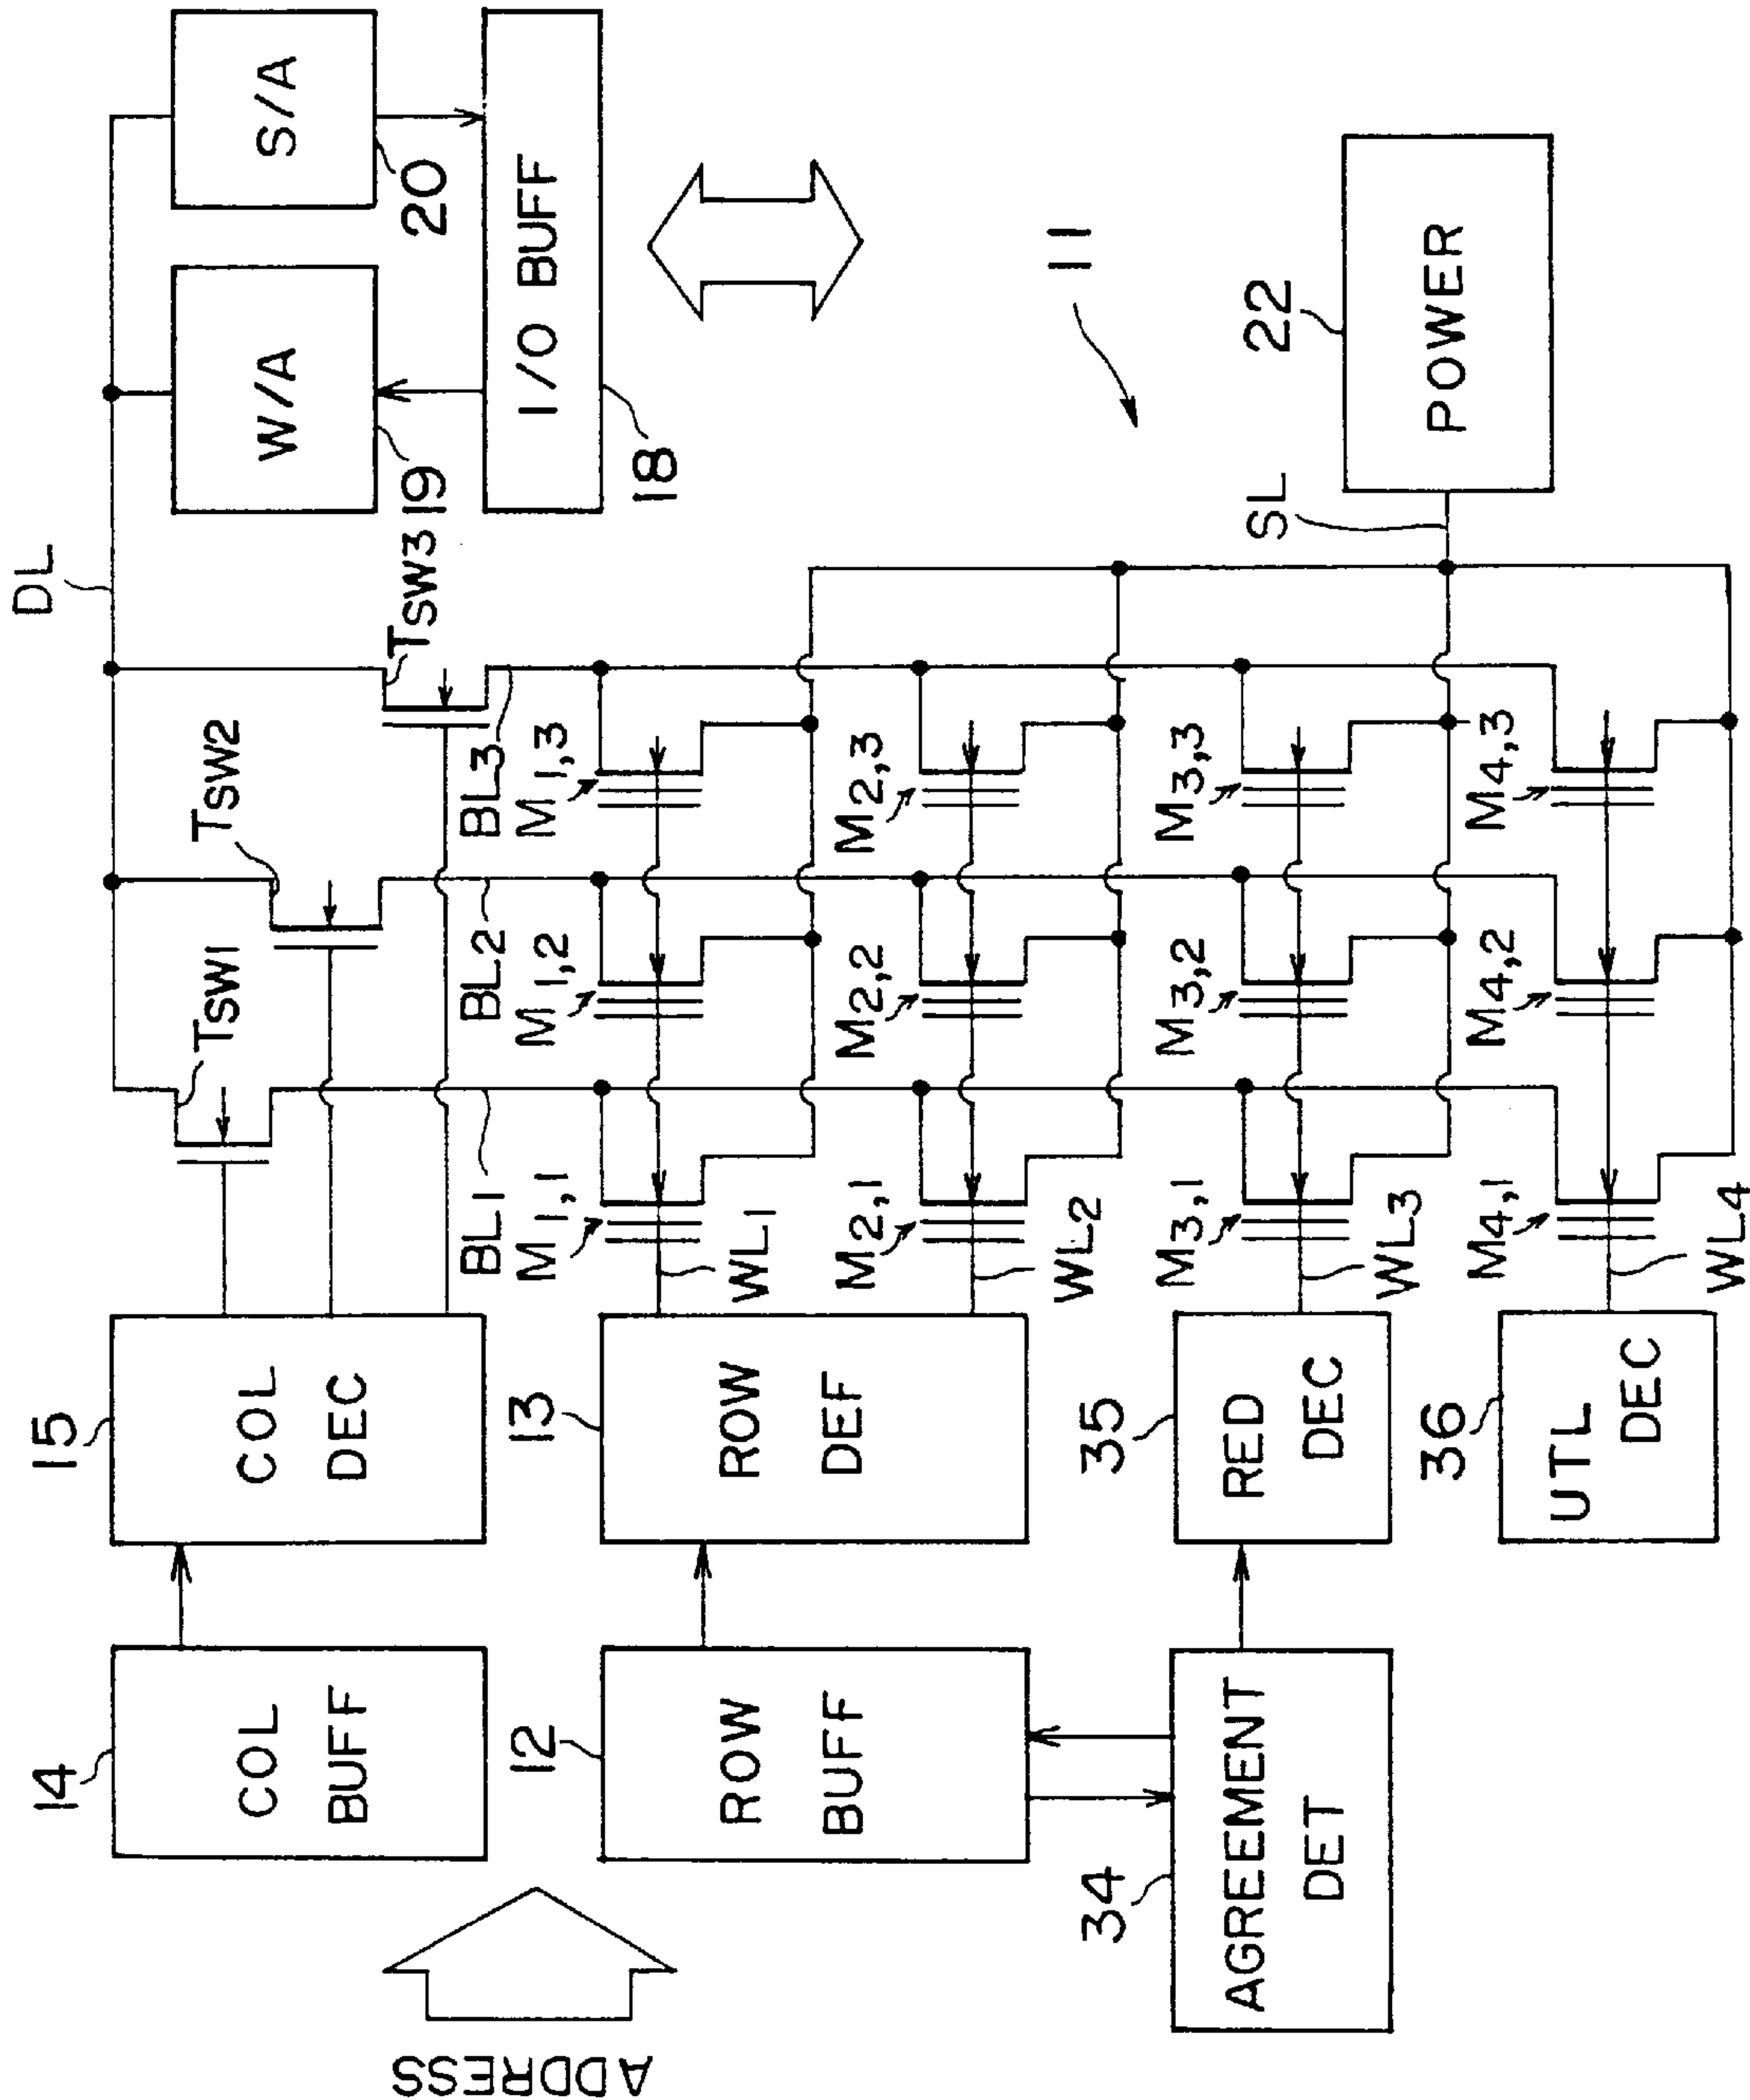 DL
W/A
19
S/A
20
I/O BUFF
18
11
22
POWER
SL
TSW1
TSW2
TSW3
BL1
BL2
BL3
M1,1
M1,2
M1,3
WL1
M2,1
M2,2
M2,3
WL2
M3,1
M3,2
M3,3
WL3
M4,1
M4,2
M4,3
WL4
15
COL
DEC
13
ROW
DEF
35
RED
DEC
36
UTL
DEC
14
COL
BUFF
12
ROW
BUFF
34
AGREEMENT
DET
ADDRESS